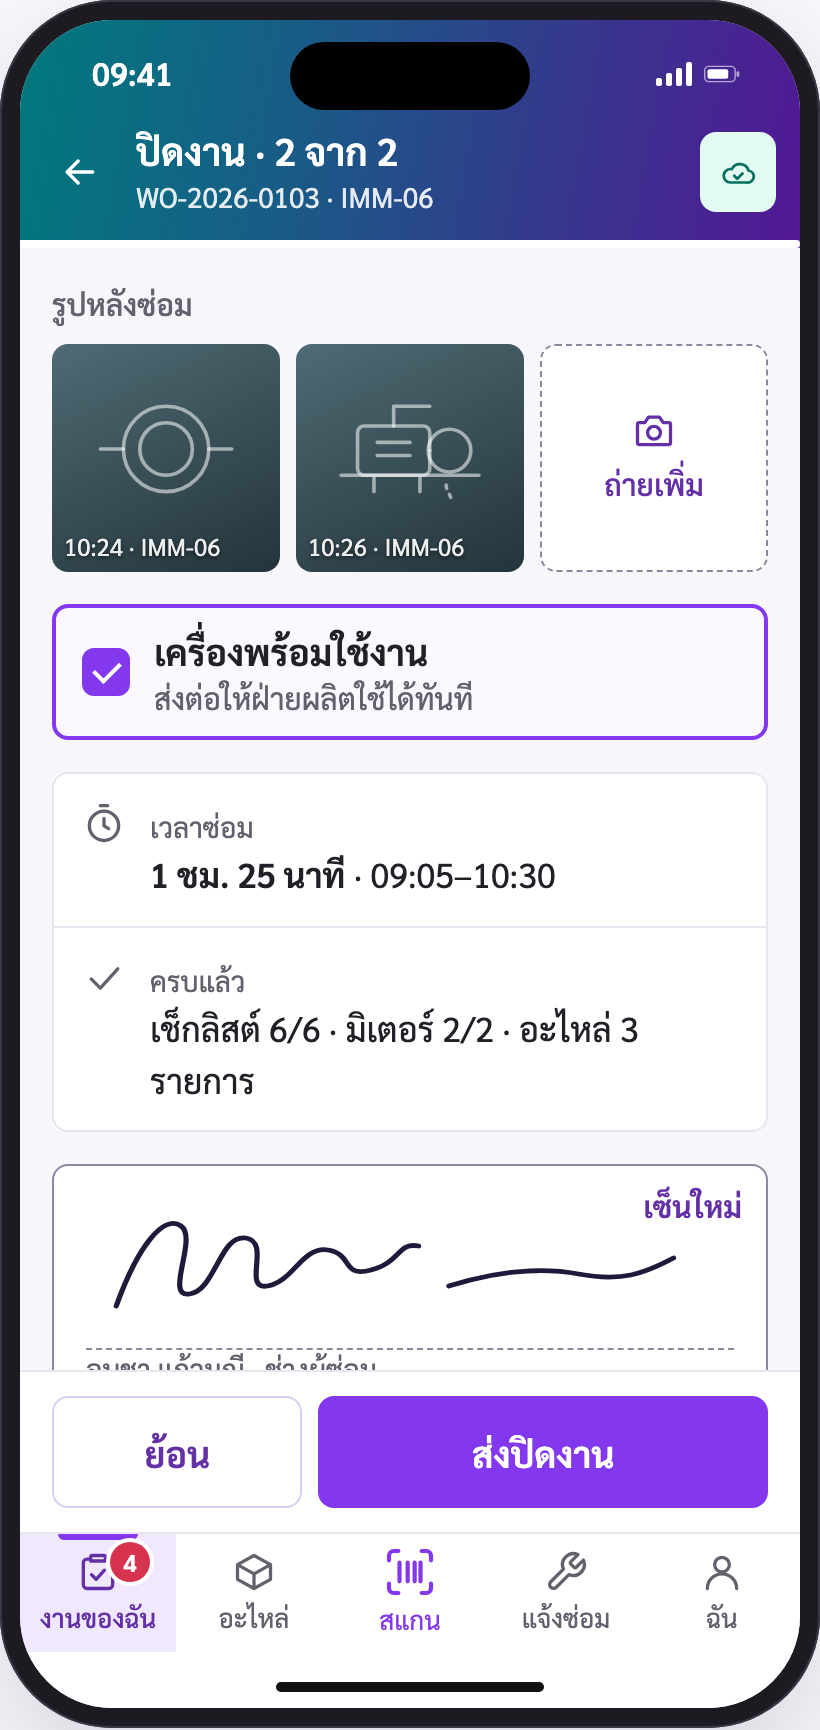 09:41
ปิดงาน · 2 จาก 2
WO-2026-0103 · IMM-06
รูปหลังซ่อม
10:24 · IMM-06
10:26 · IMM-06
ถ่ายเพิ่ม
เครื่องพร้อมใช้งาน
ส่งต่อให้ฝ่ายผลิตใช้ได้ทันที
เวลาซ่อม
1 ชม. 25 นาที · 09:05–10:30
ครบแล้ว
เช็กลิสต์ 6/6 · มิเตอร์ 2/2 · อะไหล่ 3
รายการ
เซ็นใหม่
ย้อน
ส่งปิดงาน
4
งานของฉัน
อะไหล่
สแกน
แจ้งซ่อม
ฉัน